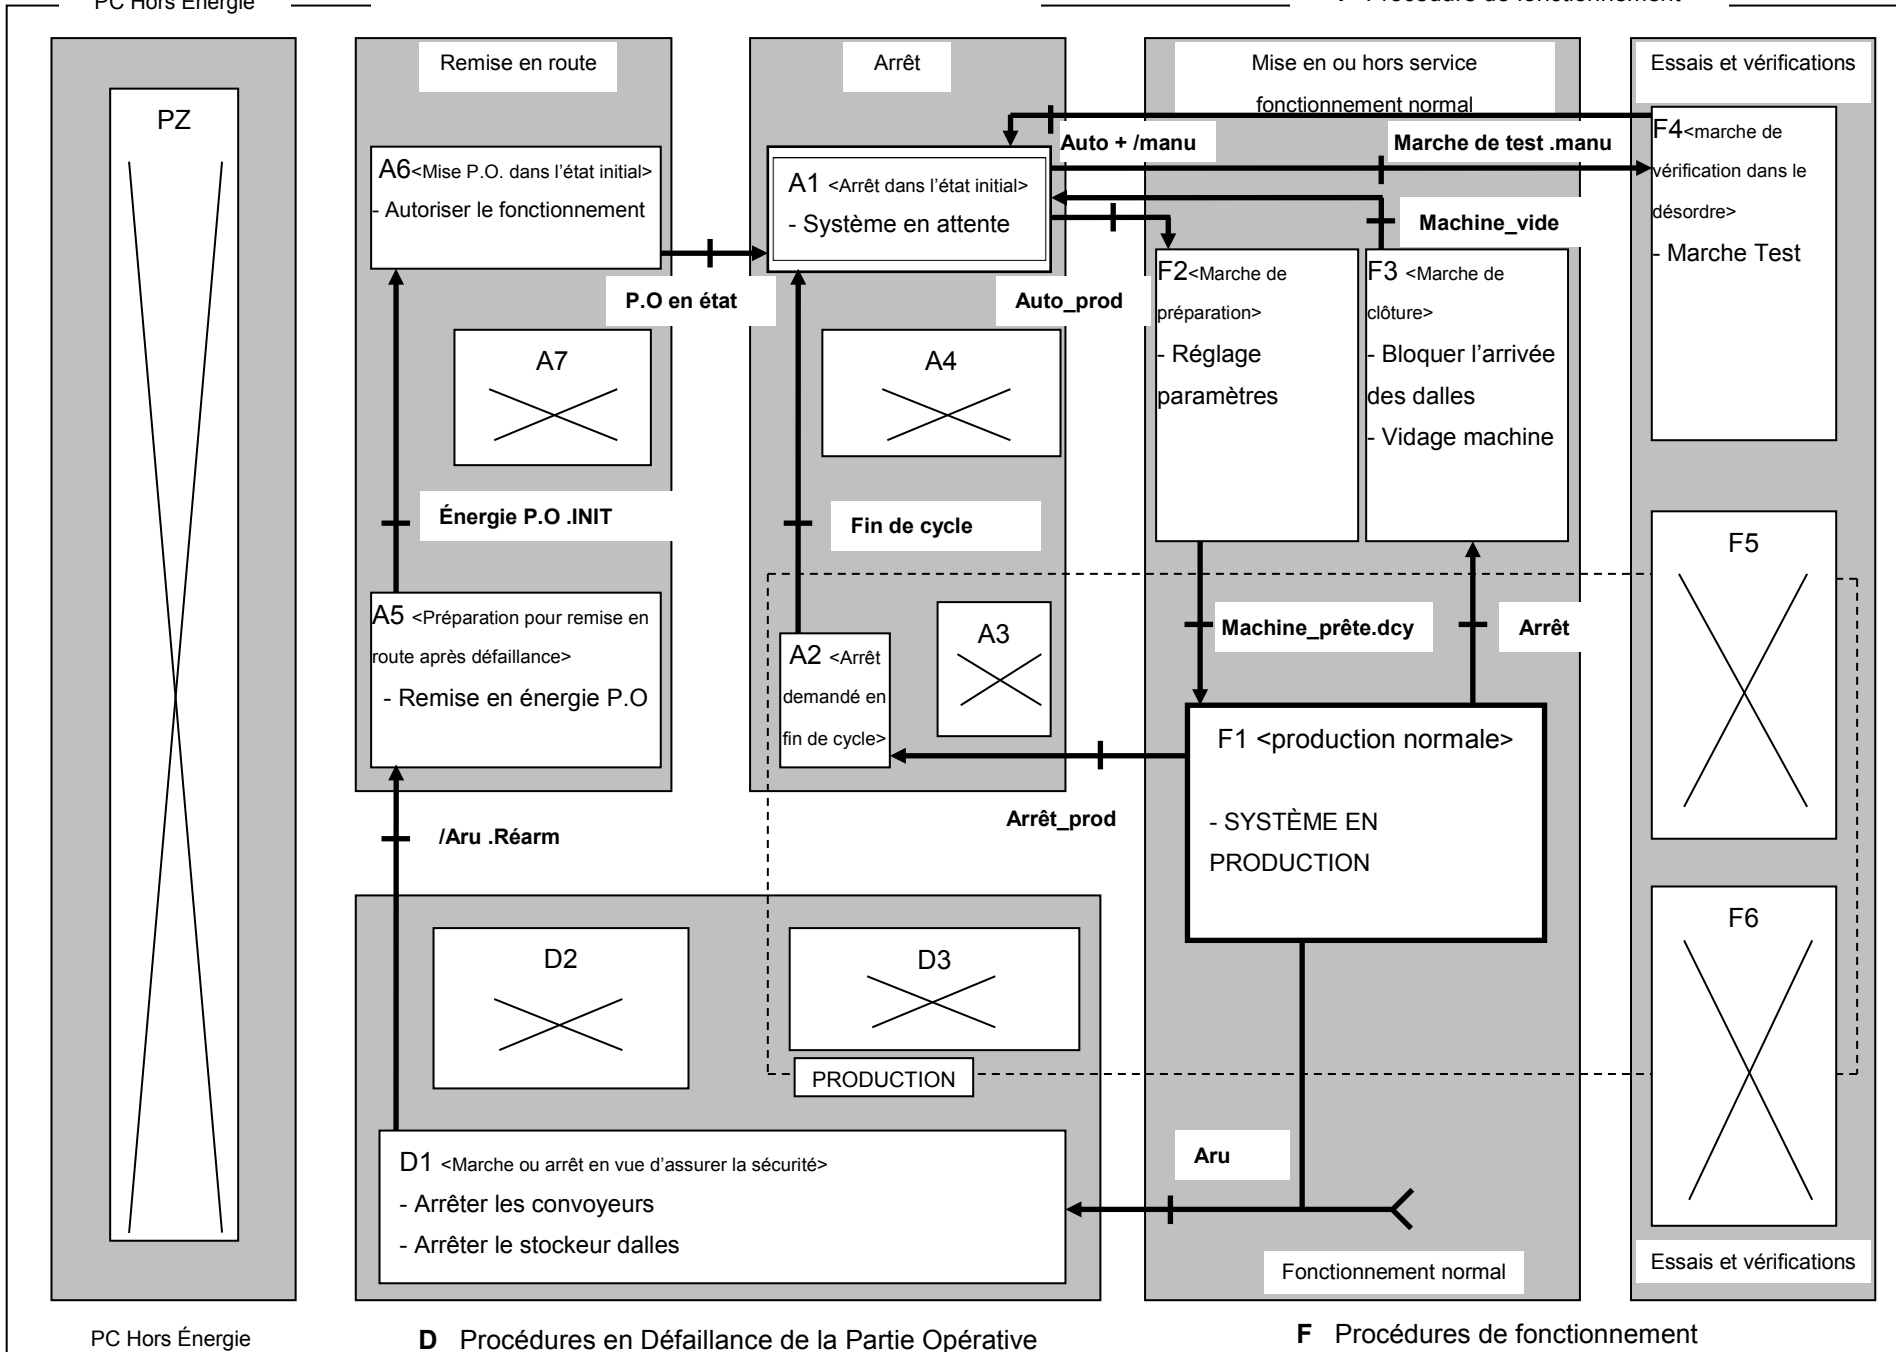 PC Hors Énergie
Procédure de fonctionnement
Remise en route
Arrêt
Mise en ou hors service
fonctionnement normal
Essais et vérifications
PZ
A6<Mise P.O. dans l'état initial>
- Autoriser le fonctionnement
A1 <Arrêt dans l'état initial>
- Système en attente
Auto + /manu
Marche de test .manu
F4<marche de
vérification dans le
désordre>
- Marche Test
Machine_vide
P.O en état
Auto_prod
F2<Marche de
préparation>
- Réglage
paramètres
F3 <Marche de
clôture>
- Bloquer l'arrivée
des dalles
- Vidage machine
A7
A4
Énergie P.O .INIT
Fin de cycle
F5
A5 <Préparation pour remise en
route après défaillance>
- Remise en énergie P.O
A2 <Arrêt
demandé en
fin de cycle>
A3
Machine_prête.dcy
Arrêt
F1 <production normale>
- SYSTÈME EN
PRODUCTION
Arrêt_prod
/Aru .Réarm
D2
D3
F6
PRODUCTION
D1 <Marche ou arrêt en vue d'assurer la sécurité>
- Arrêter les convoyeurs
- Arrêter le stockeur dalles
Aru
Fonctionnement normal
Essais et vérifications
PC Hors Énergie
D Procédures en Défaillance de la Partie Opérative
F Procédures de fonctionnement